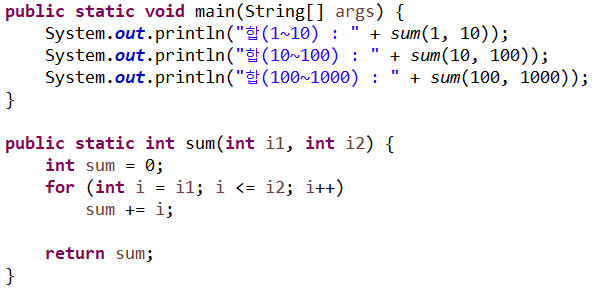 public static void main(String[] args) {
    System.out.println("합(1~10) : " + sum(1, 10));
    System.out.println("합(10~100) : " + sum(10, 100));
    System.out.println("합(100~1000) : " + sum(100, 1000));
}

public static int sum(int i1, int i2) {
    int sum = 0;
    for (int i = i1; i <= i2; i++)
        sum += i;

    return sum;
}